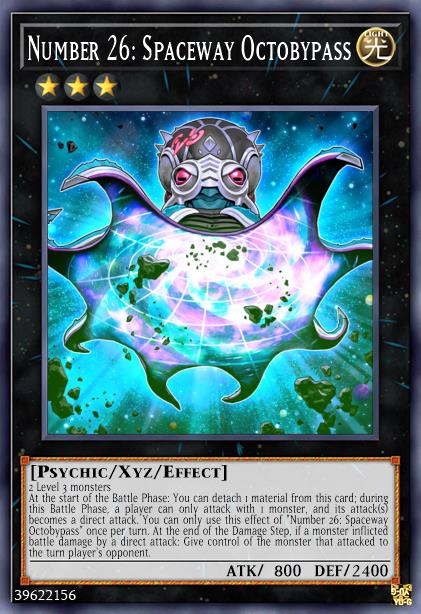 Number 26: Spaceway Octobypass
LIGHT
光
26
[Psychic/Xyz/Effect]
2 Level 3 monsters
At the start of the Battle Phase: You can detach 1 material from this card; during
this Battle Phase, a player can only attack with 1 monster, and its attack(s)
becomes a direct attack. You can only use this effect of "Number 26: Spaceway
Octobypass" once per turn. At the end of the Damage Step, if a monster inflicted
battle damage by a direct attack: Give control of the monster that attacked to
the turn player's opponent.
ATK/ 800 DEF/2400
39622156